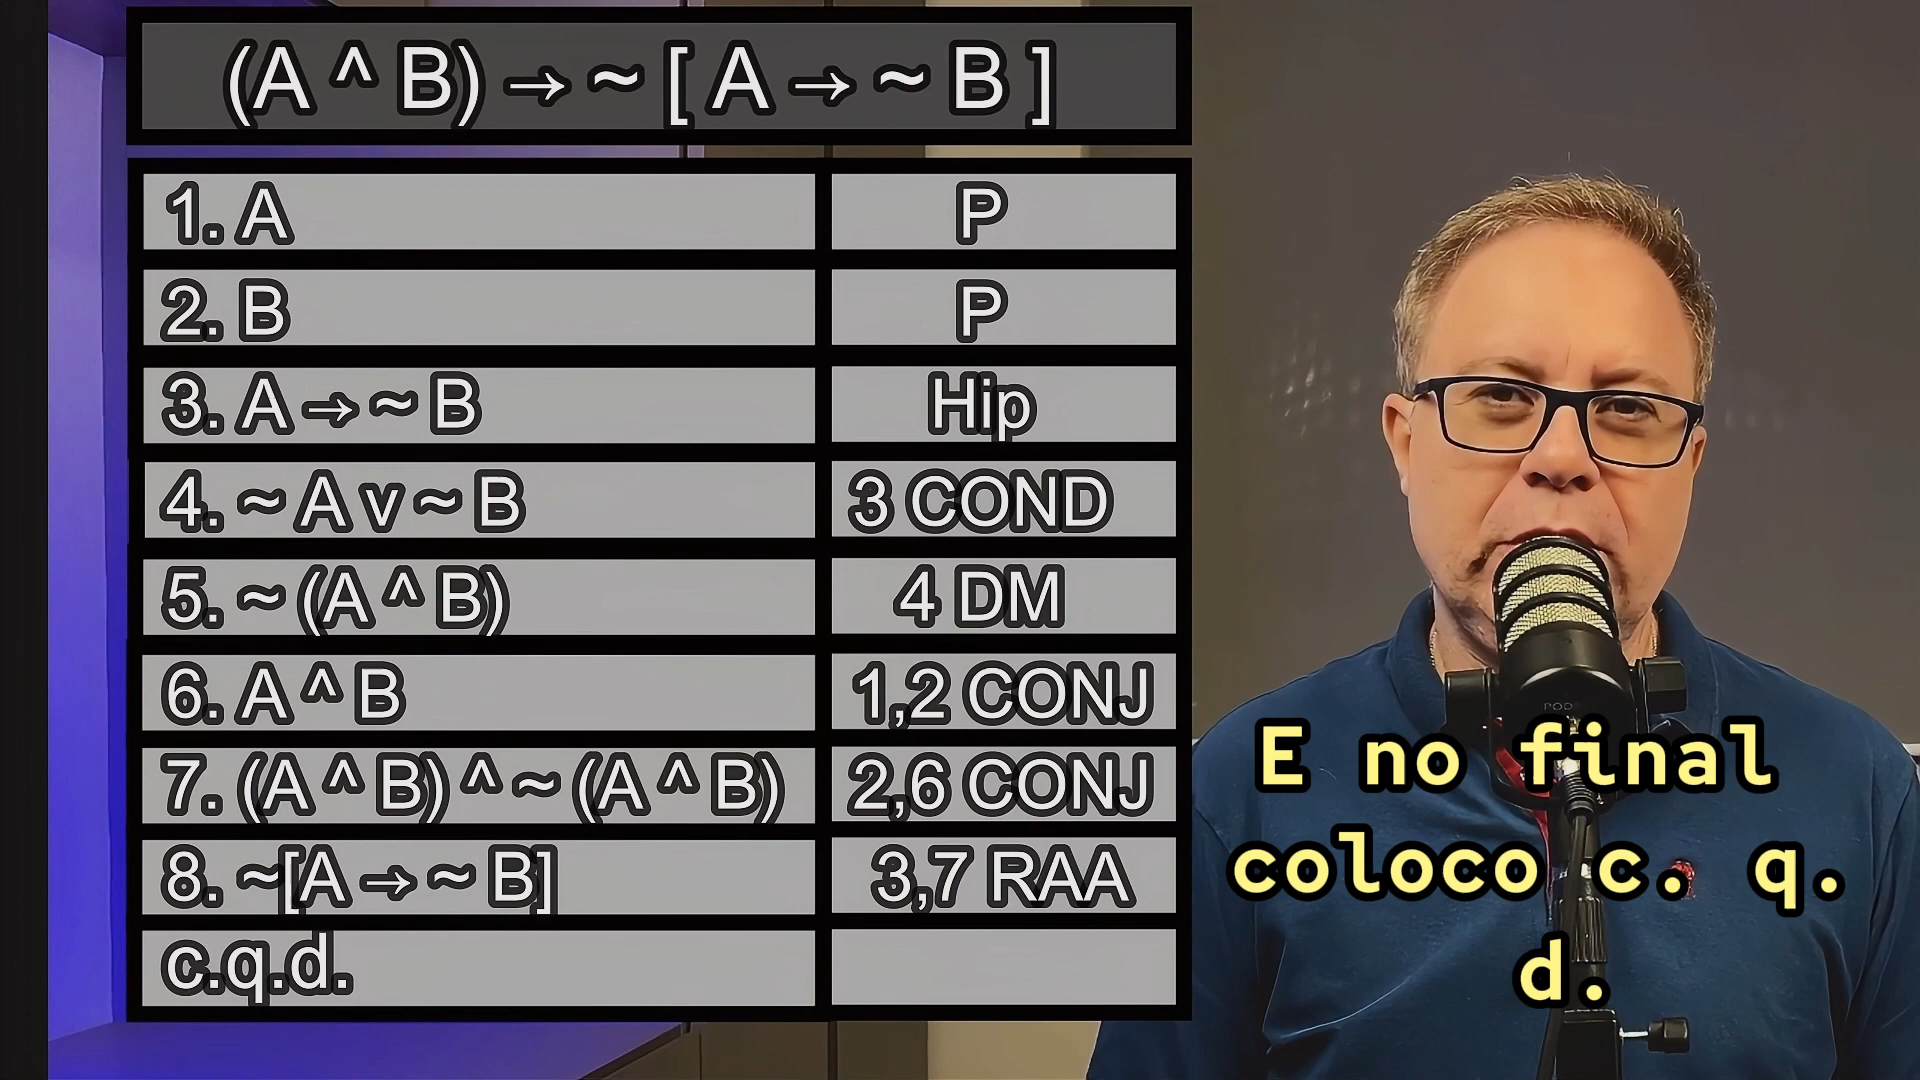 (A ^ B) → ~ [ A → ~ B ]
1. A P
2. B P
3. A → ~ B Hip
4. ~ A v ~ B 3 COND
5. ~ (A ^ B) 4 DM
6. A ^ B 1,2 CONJ
7. (A ^ B) ^ ~ (A ^ B) 2,6 CONJ
8. ~[A → ~ B] 3,7 RAA
c.q.d.
POD
E no final
coloco c. q.
d.